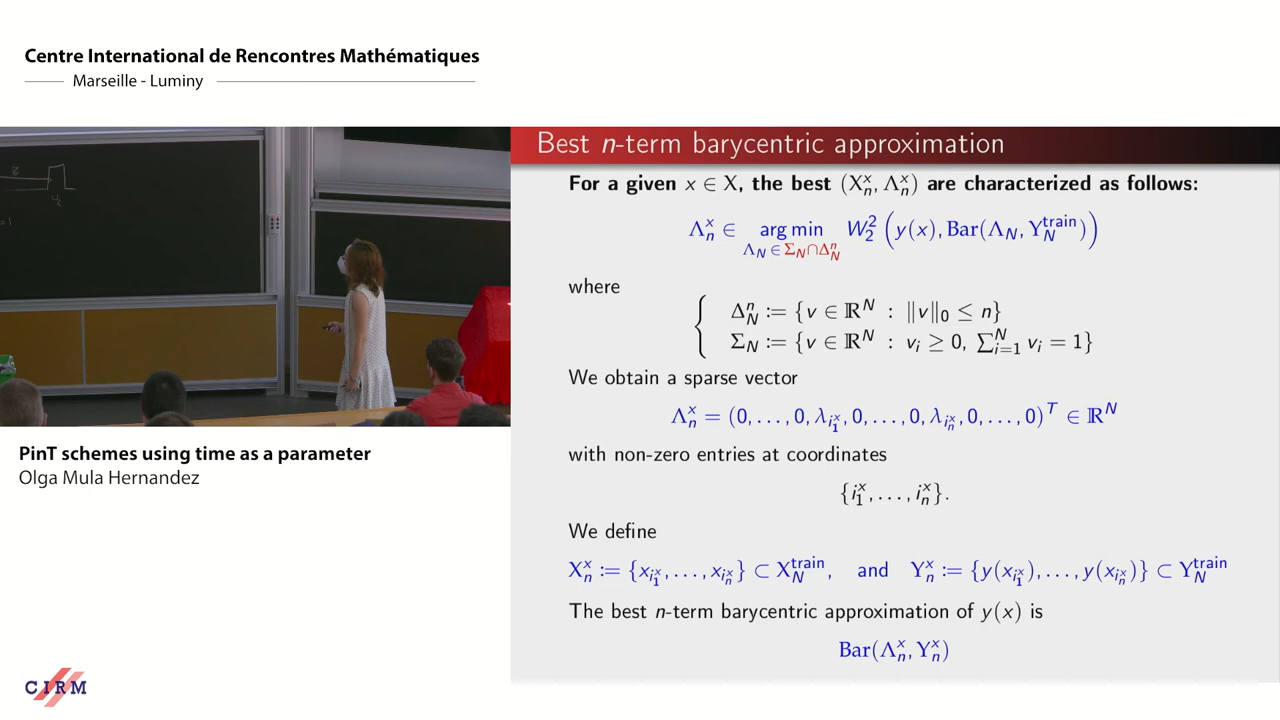 Centre International de Rencontres Mathématiques
Marseille - Luminy
PinT schemes using time as a parameter
Olga Mula Hernandez
CIRM
Best n-term barycentric approximation
For a given x ∈ X, the best (X_n^x, Λ_n^x) are characterized as follows:
Λ_n^x ∈ arg min_{Λ_N ∈ Σ_N ∩ Δ_N^n} W_2^2 (y(x), Bar(Λ_N, Y_N^train))
where
Δ_N^n := {v ∈ ℝ^N : ‖v‖_0 ≤ n}
Σ_N := {v ∈ ℝ^N : v_i ≥ 0, ∑_{i=1}^N v_i = 1}
We obtain a sparse vector
Λ_n^x = (0, . . . , 0, λ_{i_1^x}, 0, . . . , 0, λ_{i_n^x}, 0, . . . , 0)^T ∈ ℝ^N
with non-zero entries at coordinates
{i_1^x, . . . , i_n^x}.
We define
X_n^x := {x_{i_1^x}, . . . , x_{i_n^x}} ⊂ X_N^train, and Y_n^x := {y(x_{i_1^x}), . . . , y(x_{i_n^x})} ⊂ Y_N^train
The best n-term barycentric approximation of y(x) is
Bar(Λ_n^x, Y_n^x)